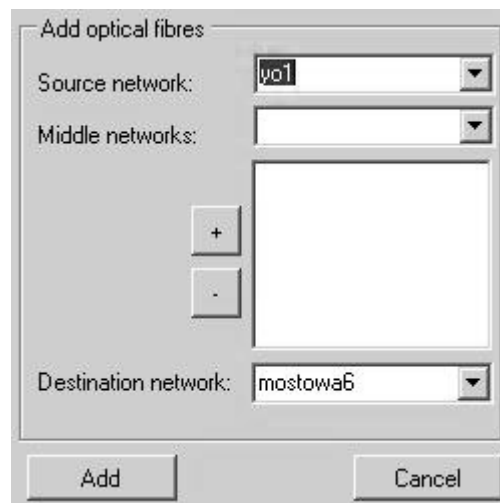 Add optical fibres
Source network: yo1
Middle networks:
+
-
Destination network: mostowa6
Add Cancel